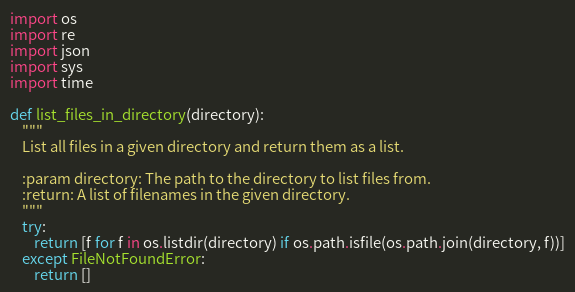 import os
import re
import json
import sys
import time

def list_files_in_directory(directory):
    """
    List all files in a given directory and return them as a list.

    :param directory: The path to the directory to list files from.
    :return: A list of filenames in the given directory.
    """
    try:
        return [f for f in os.listdir(directory) if os.path.isfile(os.path.join(directory, f))]
    except FileNotFoundError:
        return []